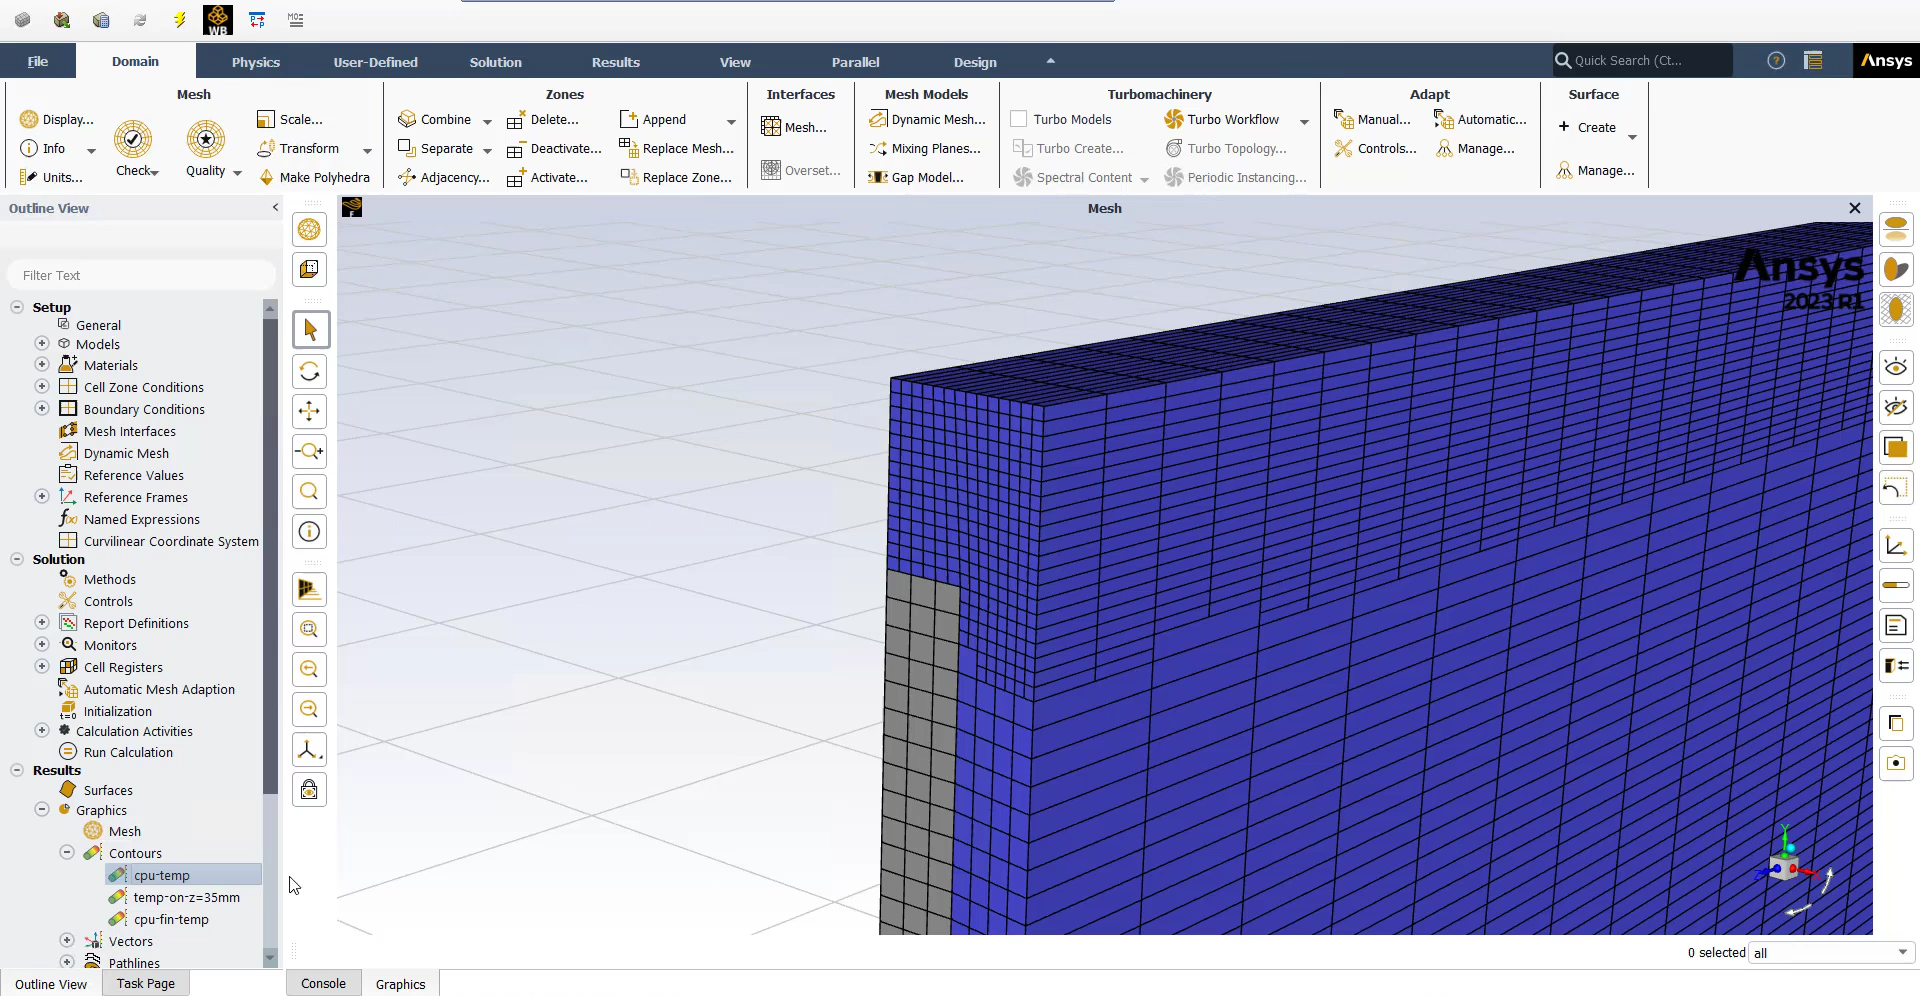 WB
File
Domain
Physics
User-Defined
Solution
Results
View
Parallel
Design
Quick Search (Ct...
Ansys
Mesh
Display...
Info
Units...
Check
Quality
Scale...
Transform
Make Polyhedra
Zones
Combine
Separate
Adjacency...
Delete...
Deactivate...
Activate...
Append
Replace Mesh...
Replace Zone...
Interfaces
Mesh...
Overset...
Mesh Models
Dynamic Mesh...
Mixing Planes...
Gap Model...
Turbomachinery
Turbo Models
Turbo Create...
Spectral Content
Turbo Workflow
Turbo Topology...
Periodic Instancing...
Adapt
Manual...
Controls...
Automatic...
Manage...
Surface
Create
Manage...
Outline View
Filter Text
Setup
General
Models
Materials
Cell Zone Conditions
Boundary Conditions
Mesh Interfaces
Dynamic Mesh
Reference Values
Reference Frames
Named Expressions
Curvilinear Coordinate System
Solution
Methods
Controls
Report Definitions
Monitors
Cell Registers
Automatic Mesh Adaption
Initialization
Calculation Activities
Run Calculation
Results
Surfaces
Graphics
Mesh
Contours
cpu-temp
temp-on-z=35mm
cpu-fin-temp
Vectors
Pathlines
Outline View
Task Page
Mesh
Ansys
2023 R1
Y
0 selected
all
Console
Graphics